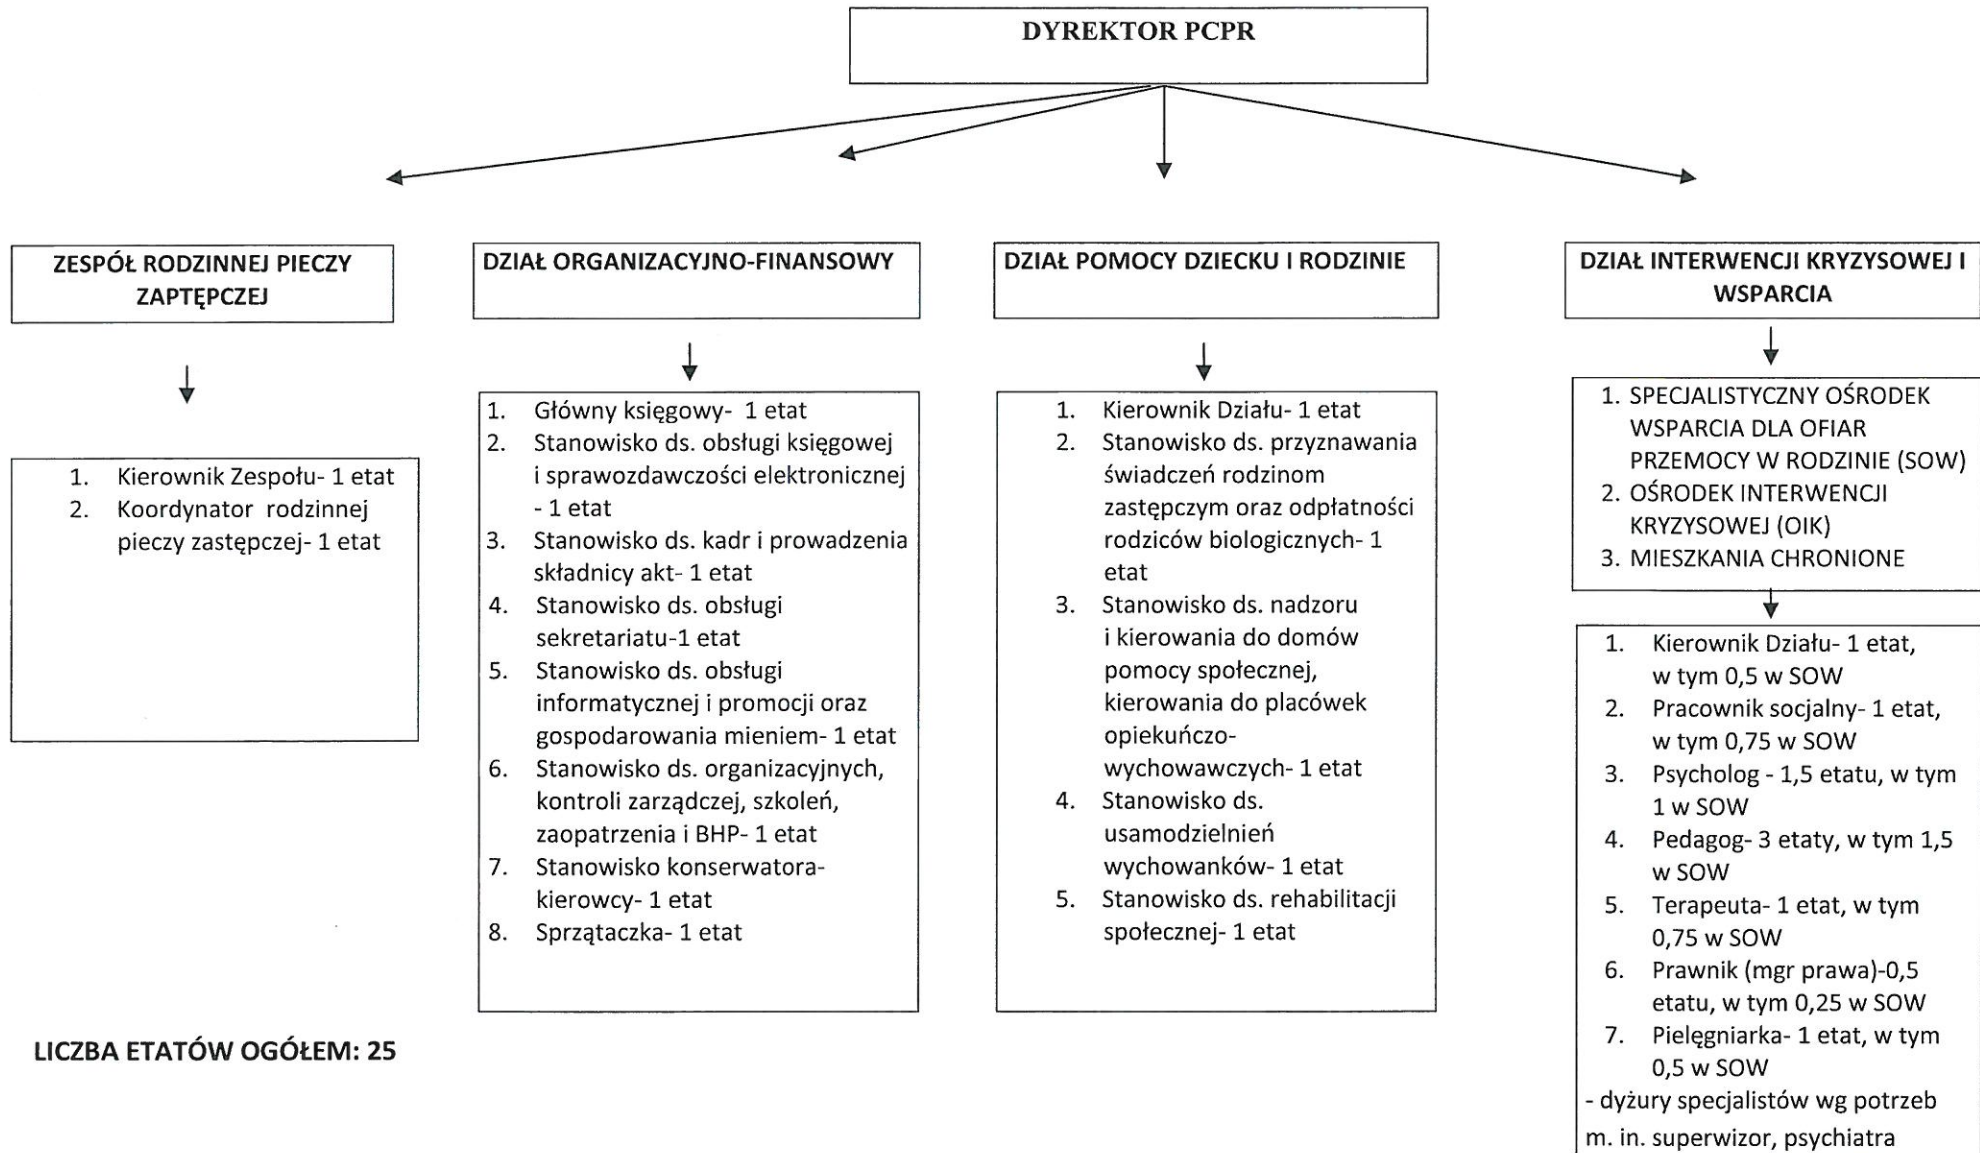 DYREKTOR PCPR
ZESPÓŁ RODZINNEJ PIECZY
ZAPTĘPCZEJ
1. Kierownik Zespołu- 1 etat
2. Koordynator rodzinnej
pieczy zastępczej- 1 etat
DZIAŁ ORGANIZACYJNO-FINANSOWY
1. Główny księgowy- 1 etat
2. Stanowisko ds. obsługi księgowej
i sprawozdawczości elektronicznej
- 1 etat
3. Stanowisko ds. kadr i prowadzenia
składnicy akt- 1 etat
4. Stanowisko ds. obsługi
sekretariatu-1 etat
5. Stanowisko ds. obsługi
informatycznej i promocji oraz
gospodarowania mieniem- 1 etat
6. Stanowisko ds. organizacyjnych,
kontroli zarządczej, szkoleń,
zaopatrzenia i BHP- 1 etat
7. Stanowisko konserwatora-
kierowcy- 1 etat
8. Sprzątaczka- 1 etat
DZIAŁ POMOCY DZIECKU I RODZINIE
1. Kierownik Działu- 1 etat
2. Stanowisko ds. przyznawania
świadczeń rodzinom
zastępczym oraz odpłatności
rodziców biologicznych- 1
etat
3. Stanowisko ds. nadzoru
i kierowania do domów
pomocy społecznej,
kierowania do placówek
opiekuńczo-
wychowawczych- 1 etat
4. Stanowisko ds.
usamodzielnień
wychowanków- 1 etat
5. Stanowisko ds. rehabilitacji
społecznej- 1 etat
DZIAŁ INTERWENCJI KRYZYSOWEJ I
WSPARCIA
1. SPECJALISTYCZNY OŚRODEK
WSPARCIA DLA OFIAR
PRZEMOCY W RODZINIE (SOW)
2. OŚRODEK INTERWENCJI
KRYZYSOWEJ (OIK)
3. MIESZKANIA CHRONIONE
1. Kierownik Działu- 1 etat,
w tym 0,5 w SOW
2. Pracownik socjalny- 1 etat,
w tym 0,75 w SOW
3. Psycholog - 1,5 etatu, w tym
1 w SOW
4. Pedagog- 3 etaty, w tym 1,5
w SOW
5. Terapeuta- 1 etat, w tym
0,75 w SOW
6. Prawnik (mgr prawa)-0,5
etatu, w tym 0,25 w SOW
7. Pielęgniarka- 1 etat, w tym
0,5 w SOW
- dyżury specjalistów wg potrzeb
m. in. superwizor, psychiatra
LICZBA ETATÓW OGÓŁEM: 25